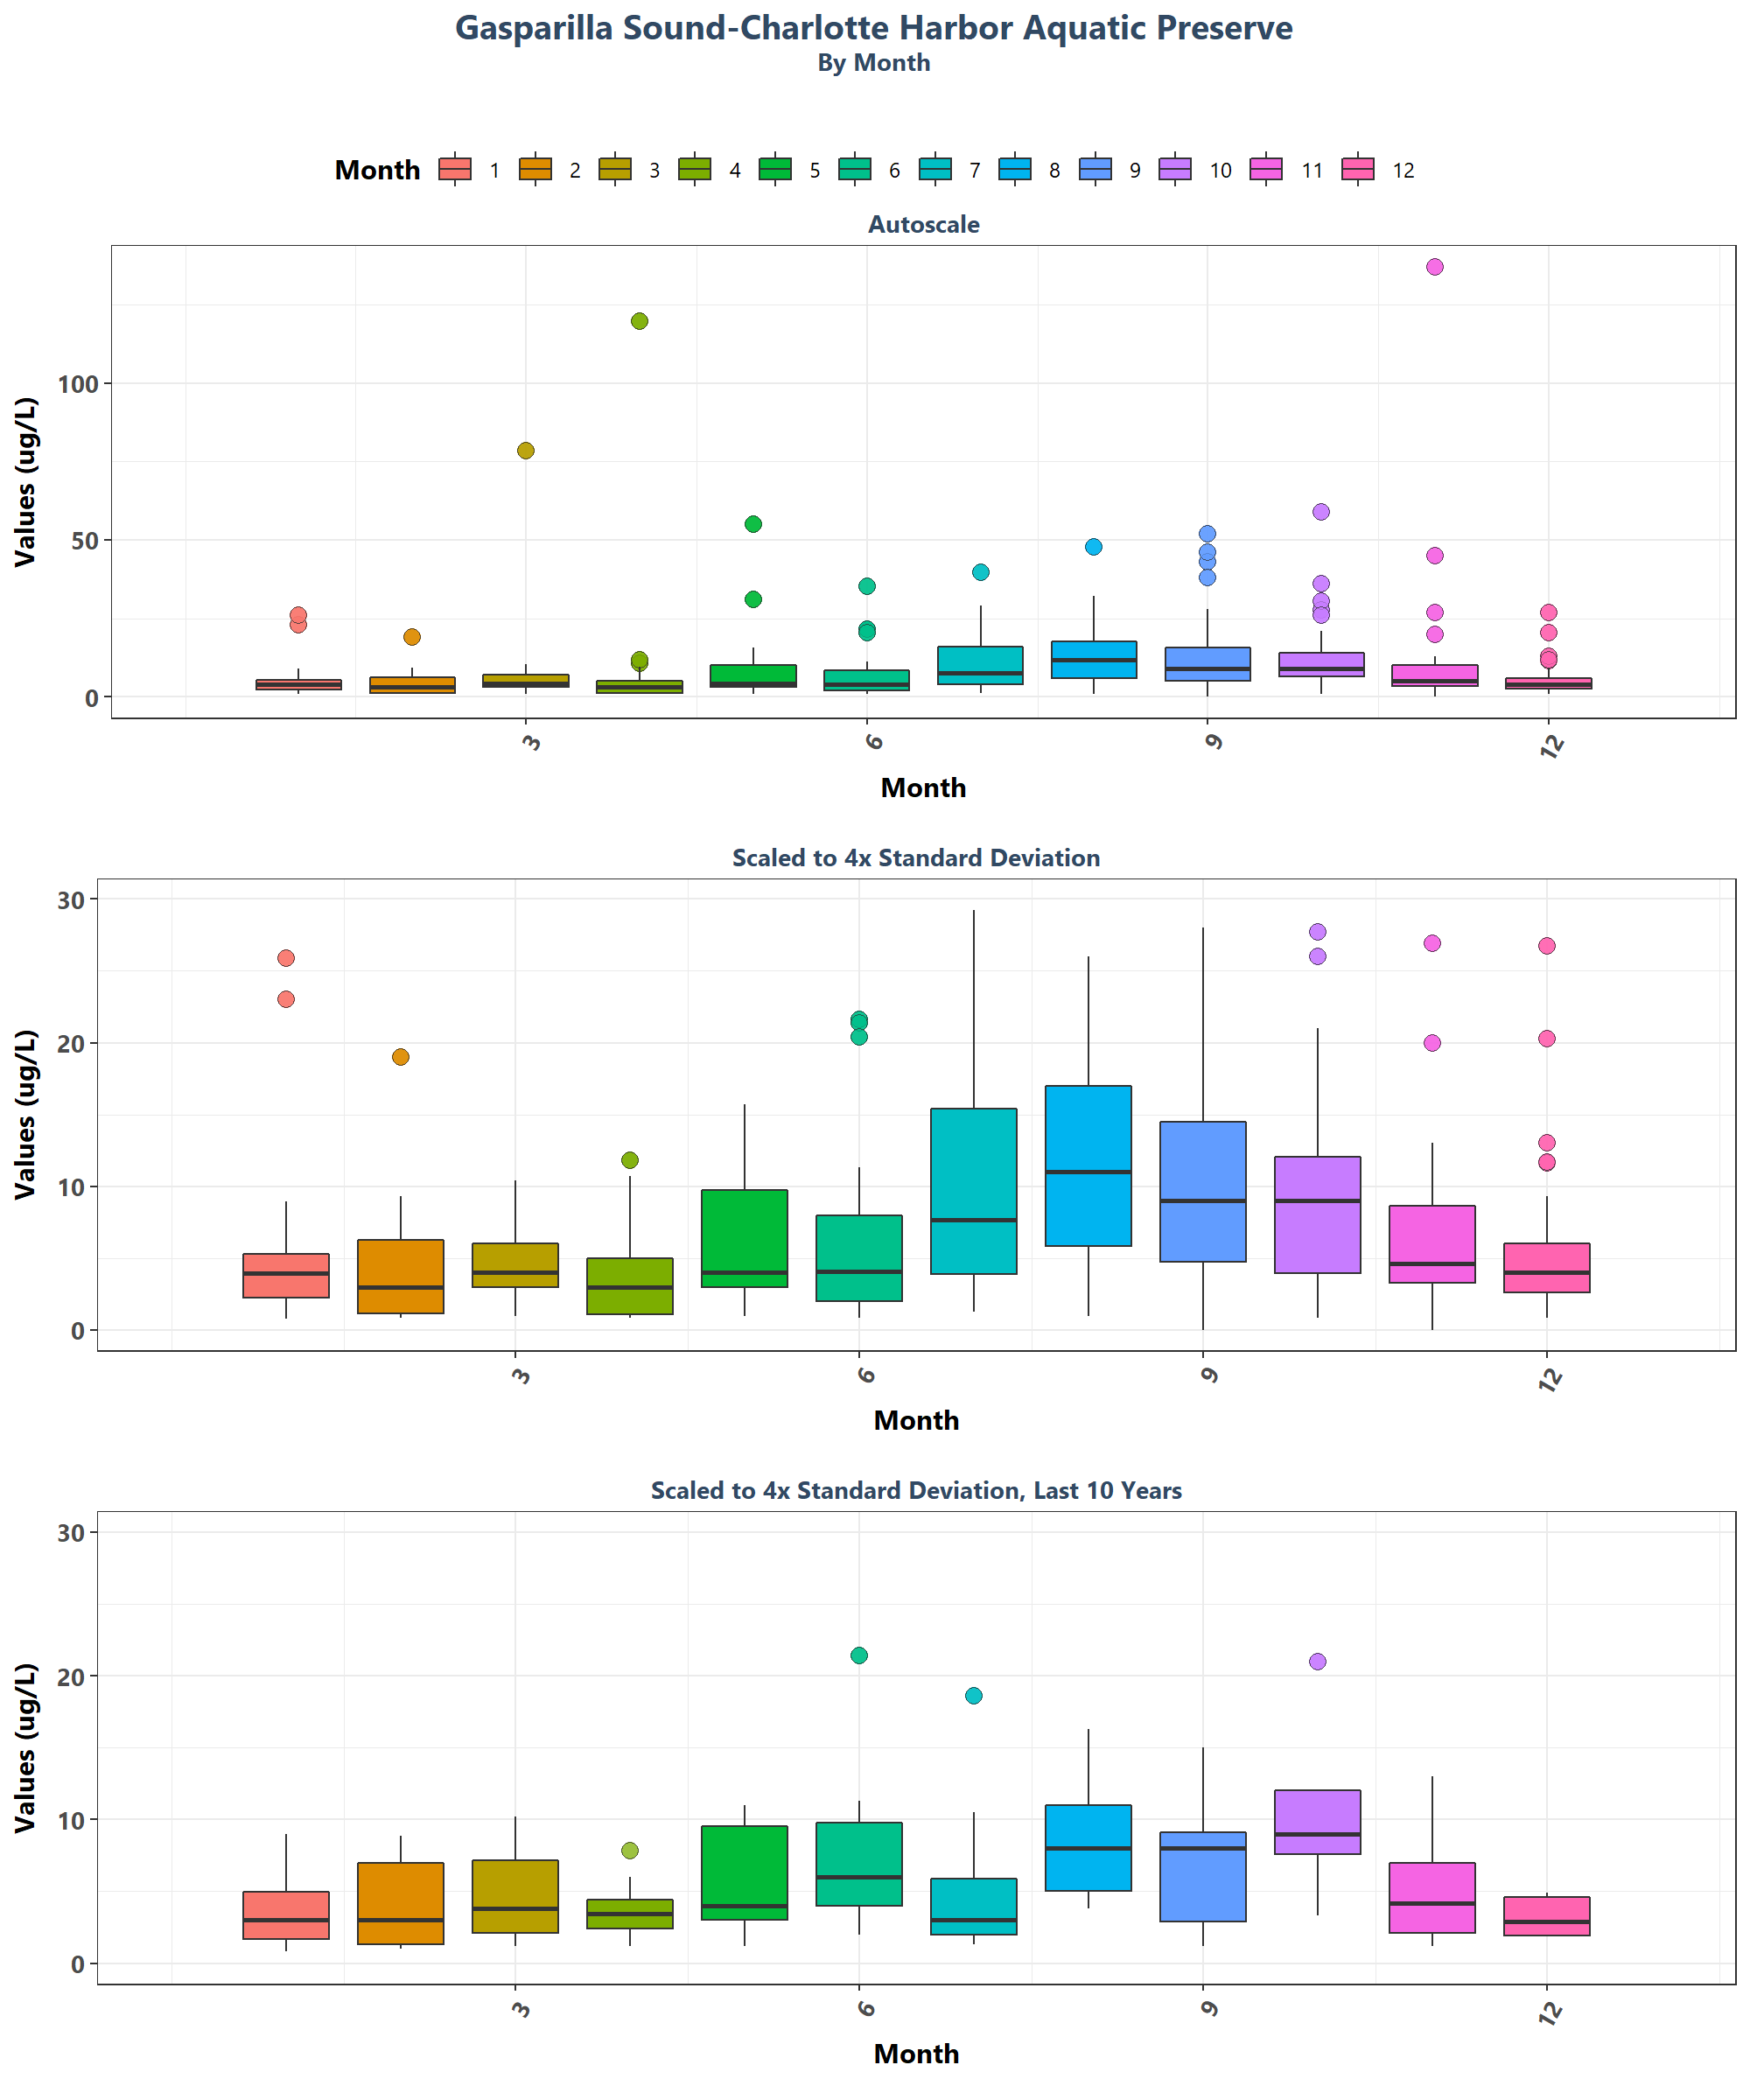 Gasparilla Sound-Charlotte Harbor Aquatic Preserve
By Month
Month 1 2 3 4 5 6 7 8 9 10 11 12
Autoscale
Values (ug/L)
100
50
0
3 6 9 12
Month
Scaled to 4x Standard Deviation
Values (ug/L)
30
20
10
0
3 6 9 12
Month
Scaled to 4x Standard Deviation, Last 10 Years
Values (ug/L)
30
20
10
0
3 6 9 12
Month